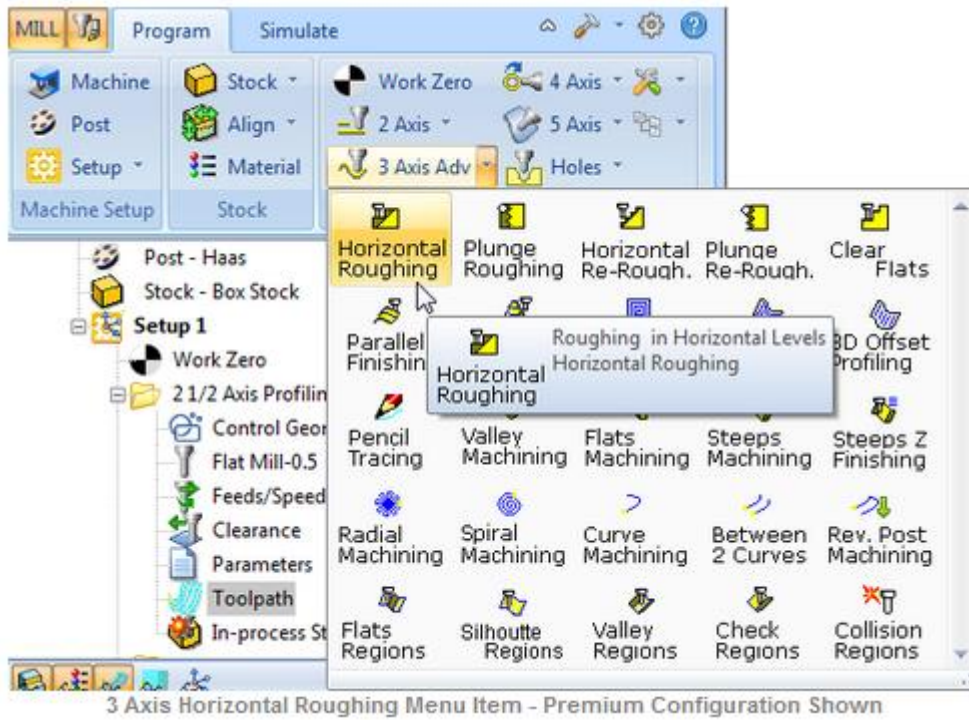 MILL
Program
Simulate
Machine
Stock
Work Zero
4 Axis
Post
Align
2 Axis
5 Axis
Setup
Material
3 Axis Adv
Holes
Machine Setup
Stock
Horizontal
Roughing
Plunge
Roughing
Horizontal
Re-Rough.
Plunge
Re-Rough.
Clear
Flats
Post - Haas
Stock - Box Stock
Setup 1
Work Zero
2 1/2 Axis Profilin
Control Geor
Flat Mill-0.5
Feeds/Speed
Clearance
Parameters
Toolpath
In-process St
Parallel
Finishin
3D Offset
Profiling
Roughing in Horizontal Levels
Horizontal Roughing
Horizontal
Roughing
Pencil
Tracing
Valley
Machining
Flats
Machining
Steeps
Machining
Steeps Z
Finishing
Radial
Machining
Spiral
Machining
Curve
Machining
Between
2 Curves
Rev. Post
Machining
Flats
Regions
Silhoutte
Regions
Valley
Regions
Check
Regions
Collision
Regions
3 Axis Horizontal Roughing Menu Item - Premium Configuration Shown